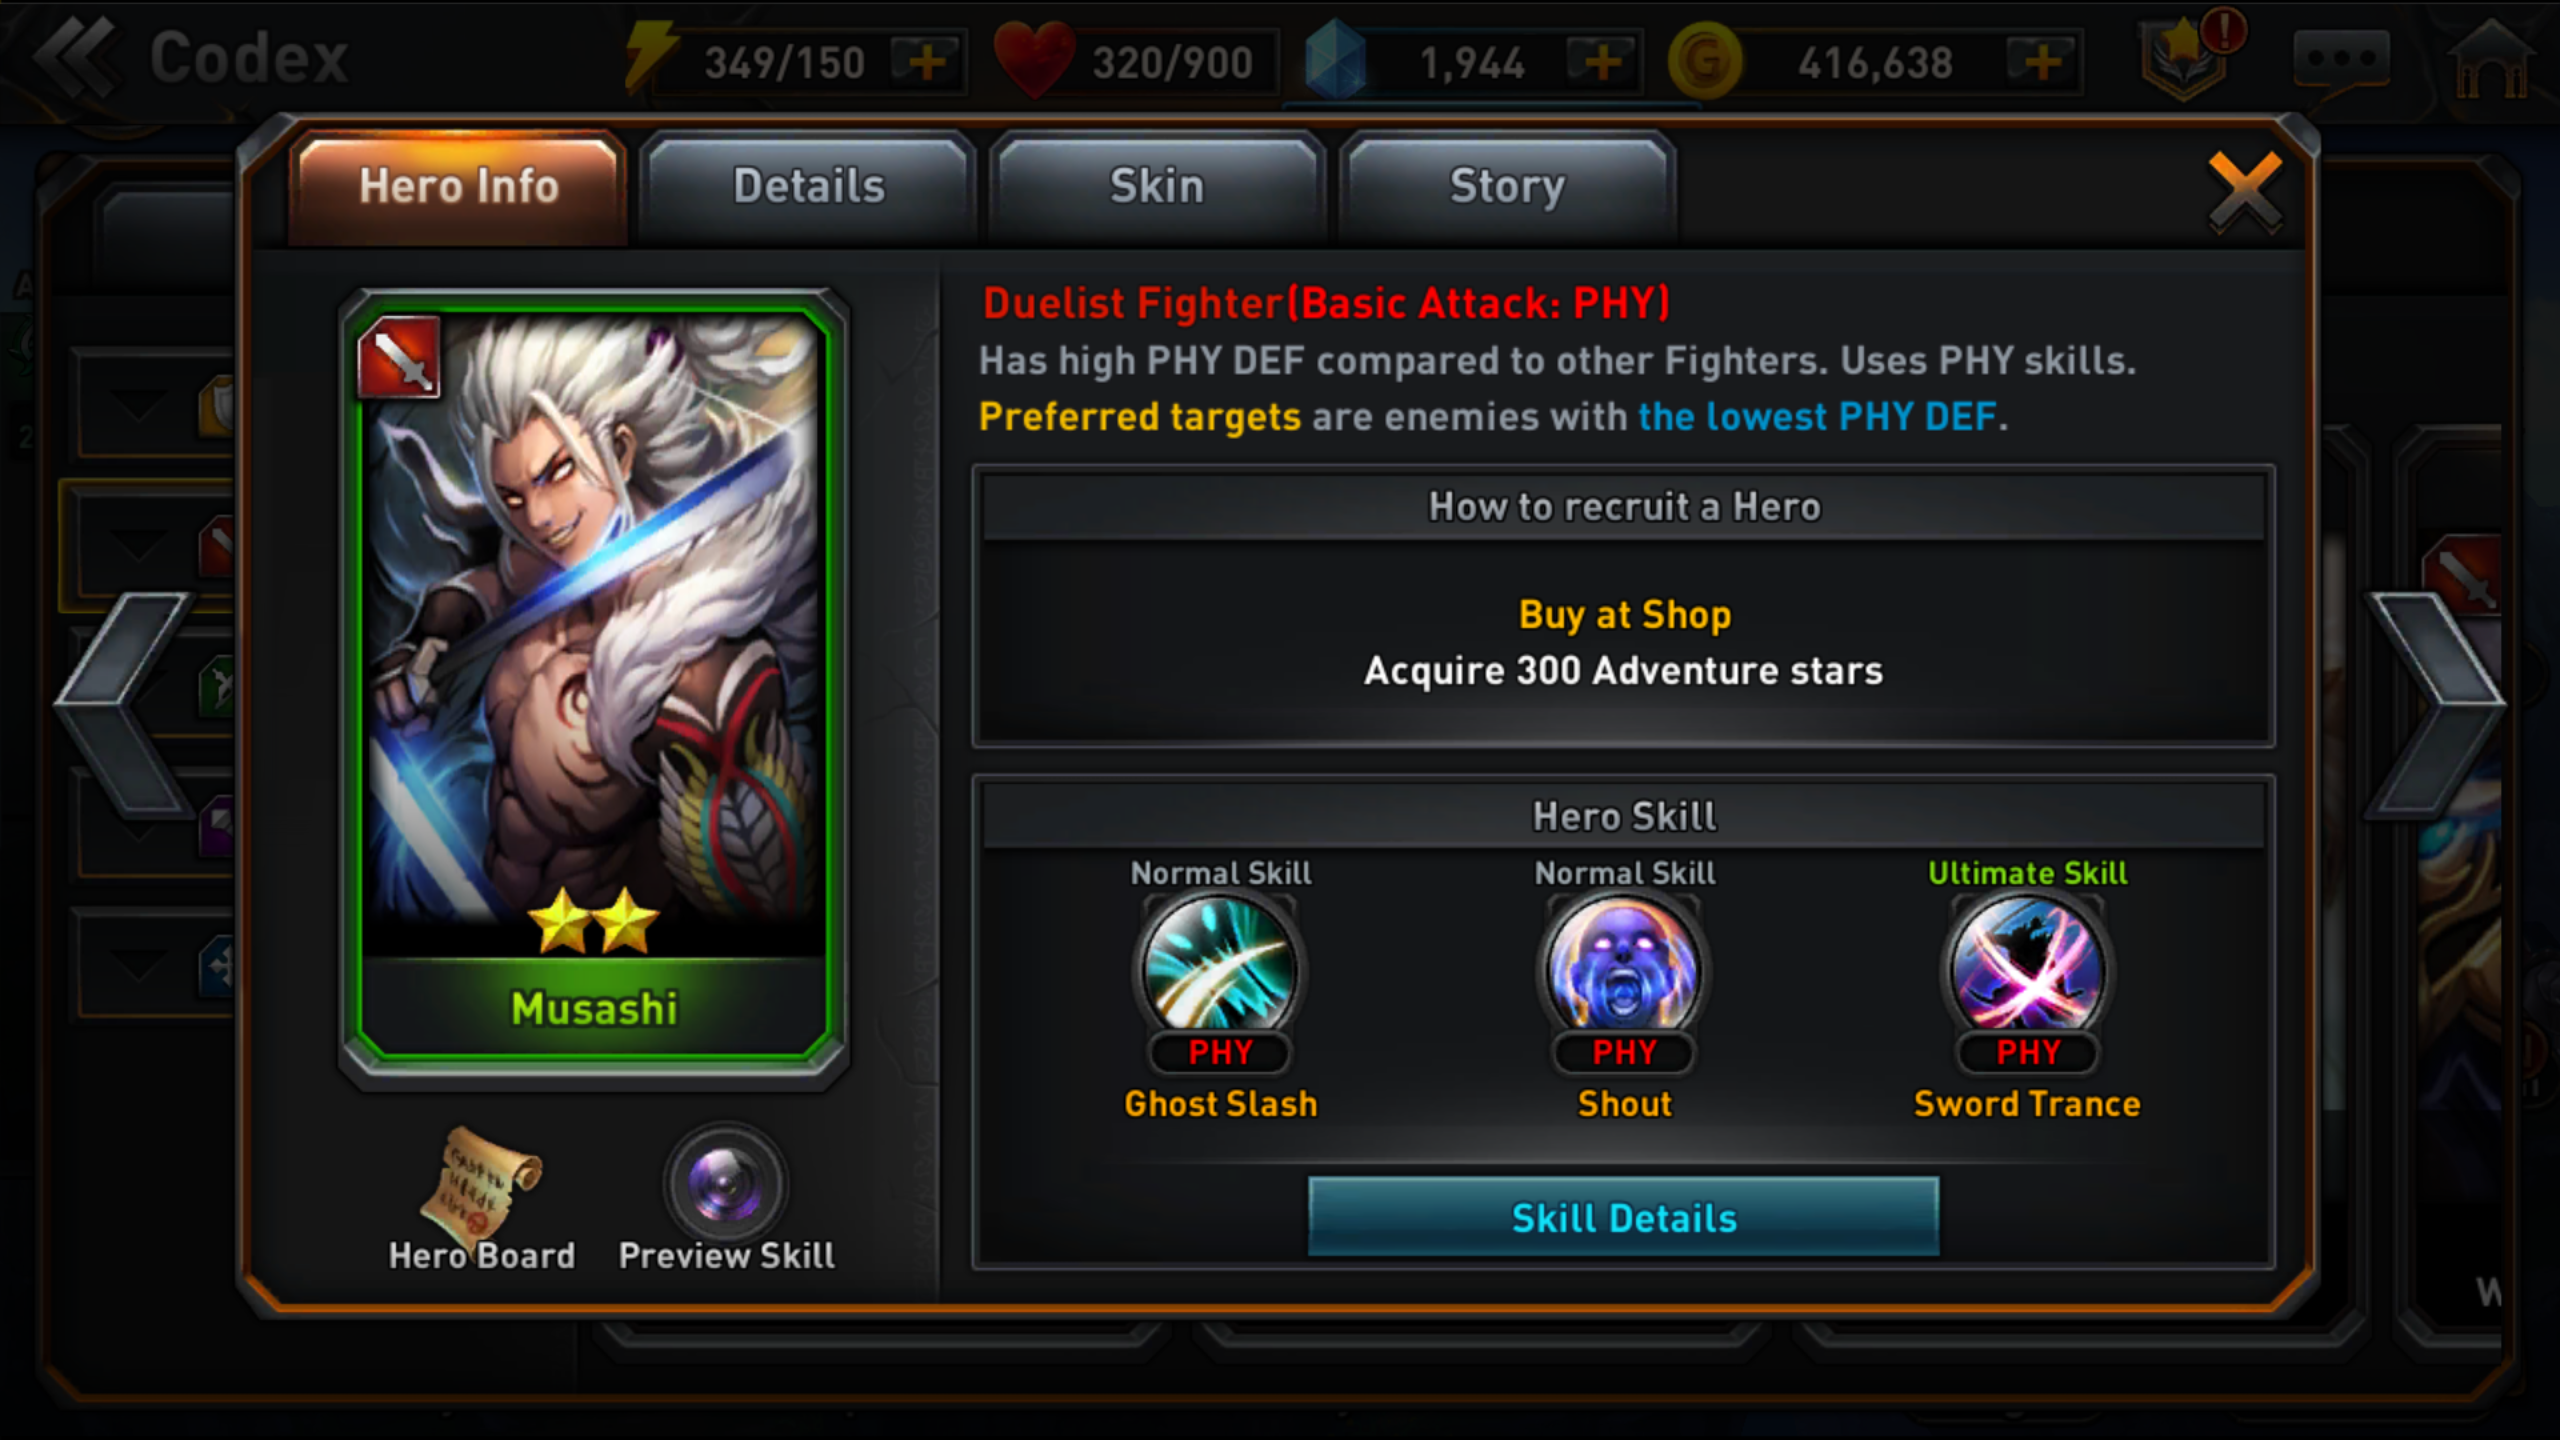 Codex
349/150
320/900
1,944
416,638
Hero Info
Details
Skin
Story
Duelist Fighter(Basic Attack: PHY)
Has high PHY DEF compared to other Fighters. Uses PHY skills.
Preferred targets are enemies with the lowest PHY DEF.
How to recruit a Hero
Buy at Shop
Acquire 300 Adventure stars
Musashi
Hero Board
Preview Skill
Hero Skill
Normal Skill
Normal Skill
Ultimate Skill
PHY
PHY
PHY
Ghost Slash
Shout
Sword Trance
Skill Details